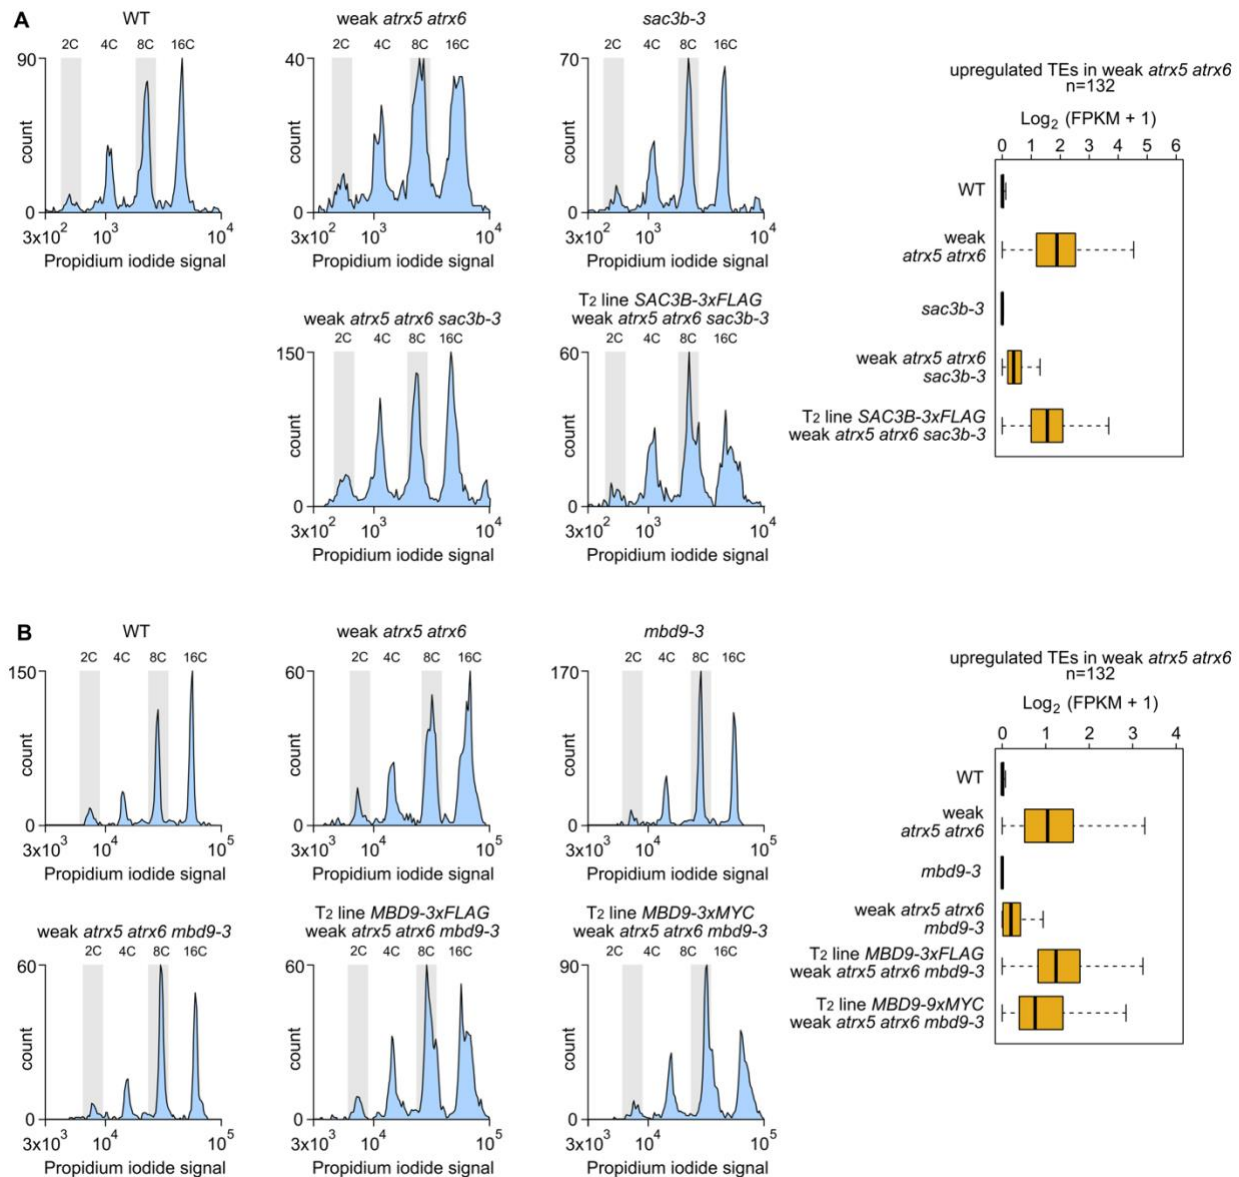 A
WT
2C 4C 8C 16C
90
count
0
3x10² 10³ 10⁴
Propidium iodide signal
weak atrx5 atrx6
2C 4C 8C 16C
40
count
0
3x10² 10³ 10⁴
Propidium iodide signal
sac3b-3
2C 4C 8C 16C
70
count
0
3x10² 10³ 10⁴
Propidium iodide signal
weak atrx5 atrx6 sac3b-3
2C 4C 8C 16C
150
count
0
3x10² 10³ 10⁴
Propidium iodide signal
T2 line SAC3B-3xFLAG
weak atrx5 atrx6 sac3b-3
2C 4C 8C 16C
60
count
0
3x10² 10³ 10⁴
Propidium iodide signal
upregulated TEs in weak atrx5 atrx6
n=132
Log₂ (FPKM + 1)
0 1 2 3 4 5 6
WT
weak
atrx5 atrx6
sac3b-3
weak atrx5 atrx6
sac3b-3
T2 line SAC3B-3xFLAG
weak atrx5 atrx6 sac3b-3
B
WT
2C 4C 8C 16C
150
count
0
3x10³ 10⁴ 10⁵
Propidium iodide signal
weak atrx5 atrx6
2C 4C 8C 16C
60
count
0
3x10³ 10⁴ 10⁵
Propidium iodide signal
mbd9-3
2C 4C 8C 16C
170
count
0
3x10³ 10⁴ 10⁵
Propidium iodide signal
weak atrx5 atrx6 mbd9-3
2C 4C 8C 16C
60
count
0
3x10³ 10⁴ 10⁵
Propidium iodide signal
T2 line MBD9-3xFLAG
weak atrx5 atrx6 mbd9-3
2C 4C 8C 16C
60
count
0
3x10³ 10⁴ 10⁵
Propidium iodide signal
T2 line MBD9-3xMYC
weak atrx5 atrx6 mbd9-3
2C 4C 8C 16C
90
count
0
3x10³ 10⁴ 10⁵
Propidium iodide signal
upregulated TEs in weak atrx5 atrx6
n=132
Log₂ (FPKM + 1)
0 1 2 3 4
WT
weak
atrx5 atrx6
mbd9-3
weak atrx5 atrx6
mbd9-3
T2 line MBD9-3xFLAG
weak atrx5 atrx6 mbd9-3
T2 line MBD9-9xMYC
weak atrx5 atrx6 mbd9-3